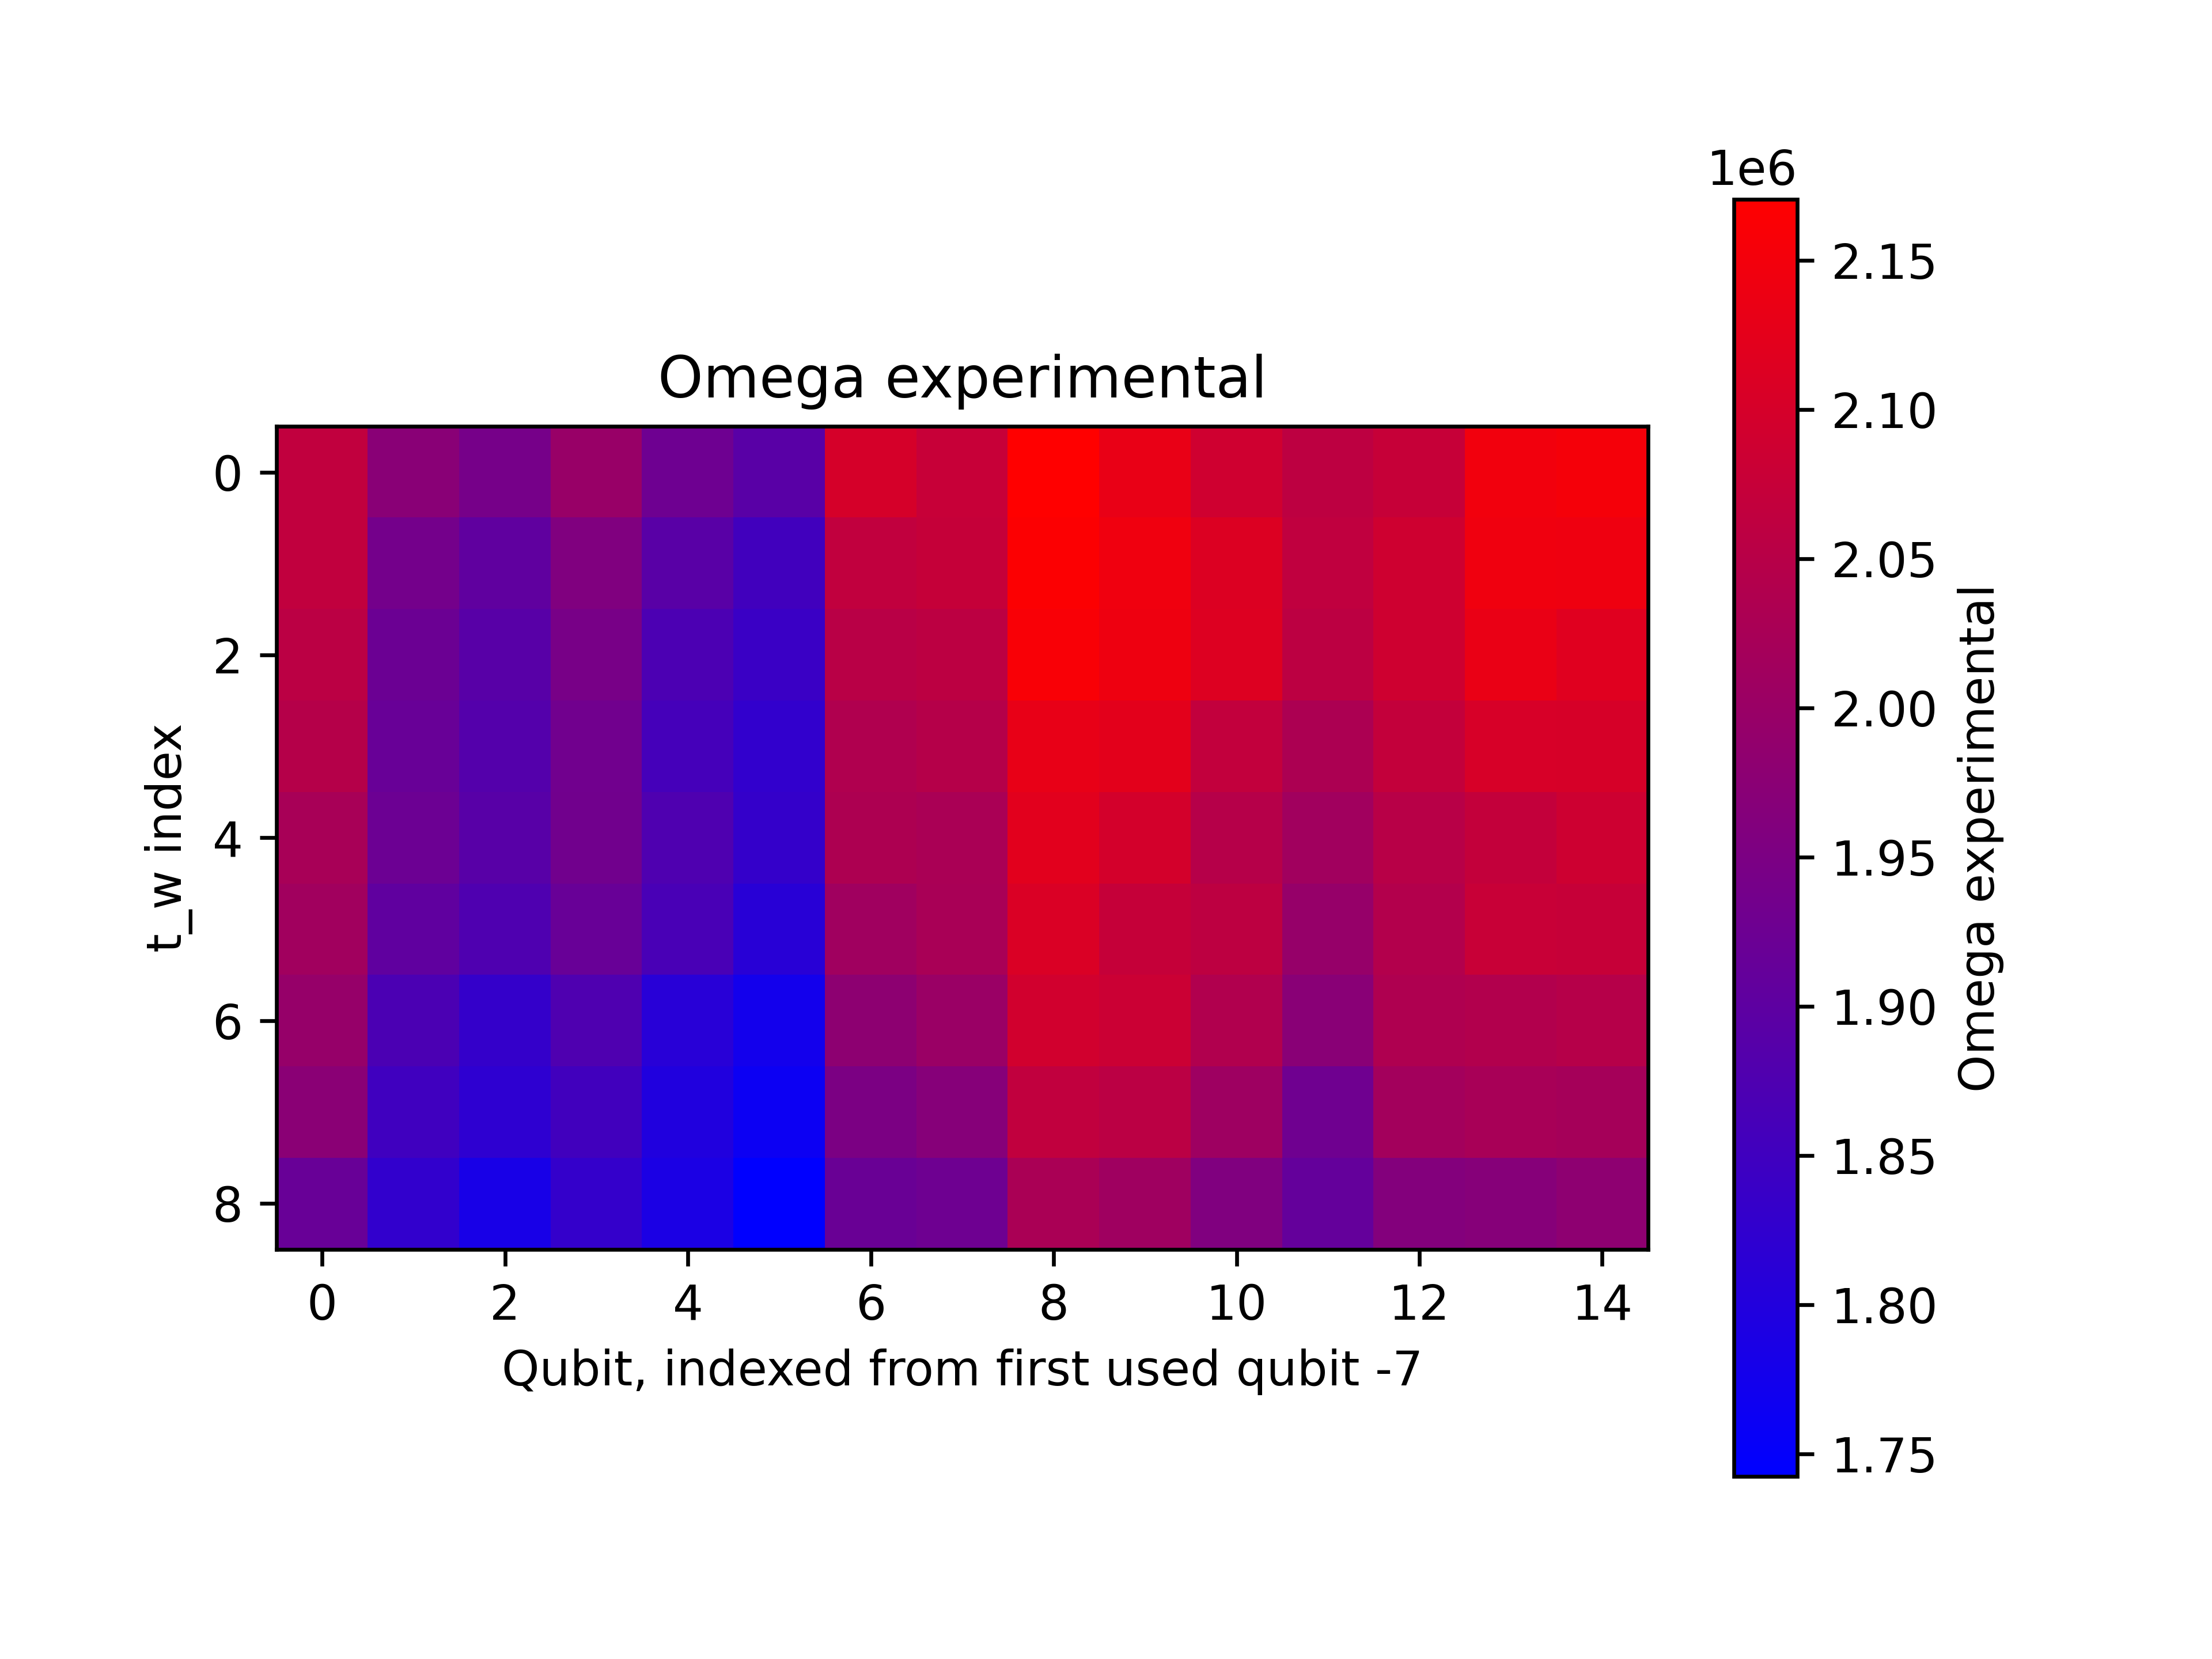 1e6
Omega experimental
0
2
4
6
8
t_w index
0 2 4 6 8 10 12 14
Qubit, indexed from first used qubit -7
2.15
2.10
2.05
2.00
1.95
1.90
1.85
1.80
1.75
Omega experimental